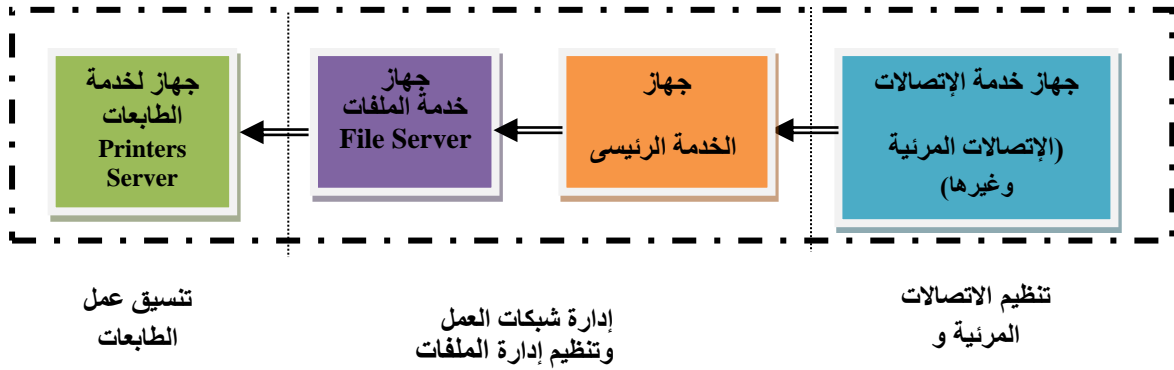 جهاز خدمة الإتصالات
(الإتصالات المرئية
وغيرها)
جهاز
الخدمة الرئيسى
جهاز
خدمة الملفات
File Server
جهاز لخدمة
الطابعات
Printers
Server
تنظيم الاتصالات
المرئية و
إدارة شبكات العمل
وتنظيم إدارة الملفات
تنسيق عمل
الطابعات